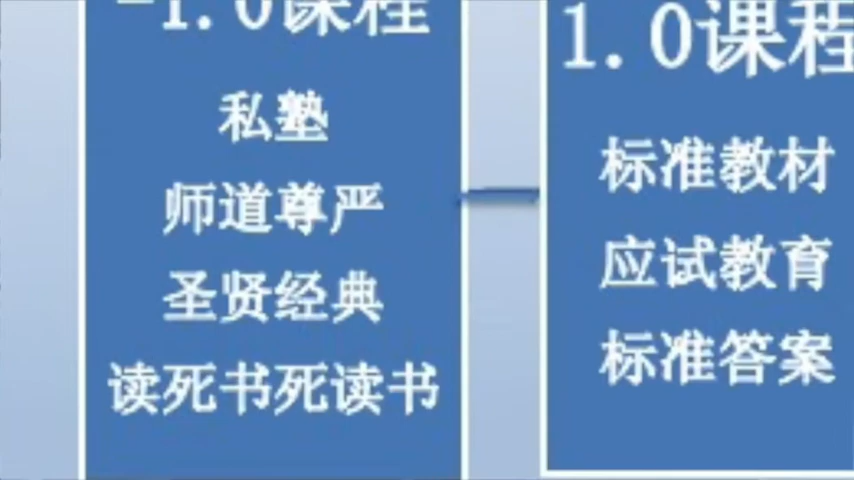 -1.0课程
私塾
师道尊严
圣贤经典
读死书死读书
1.0课程
标准教材
应试教育
标准答案